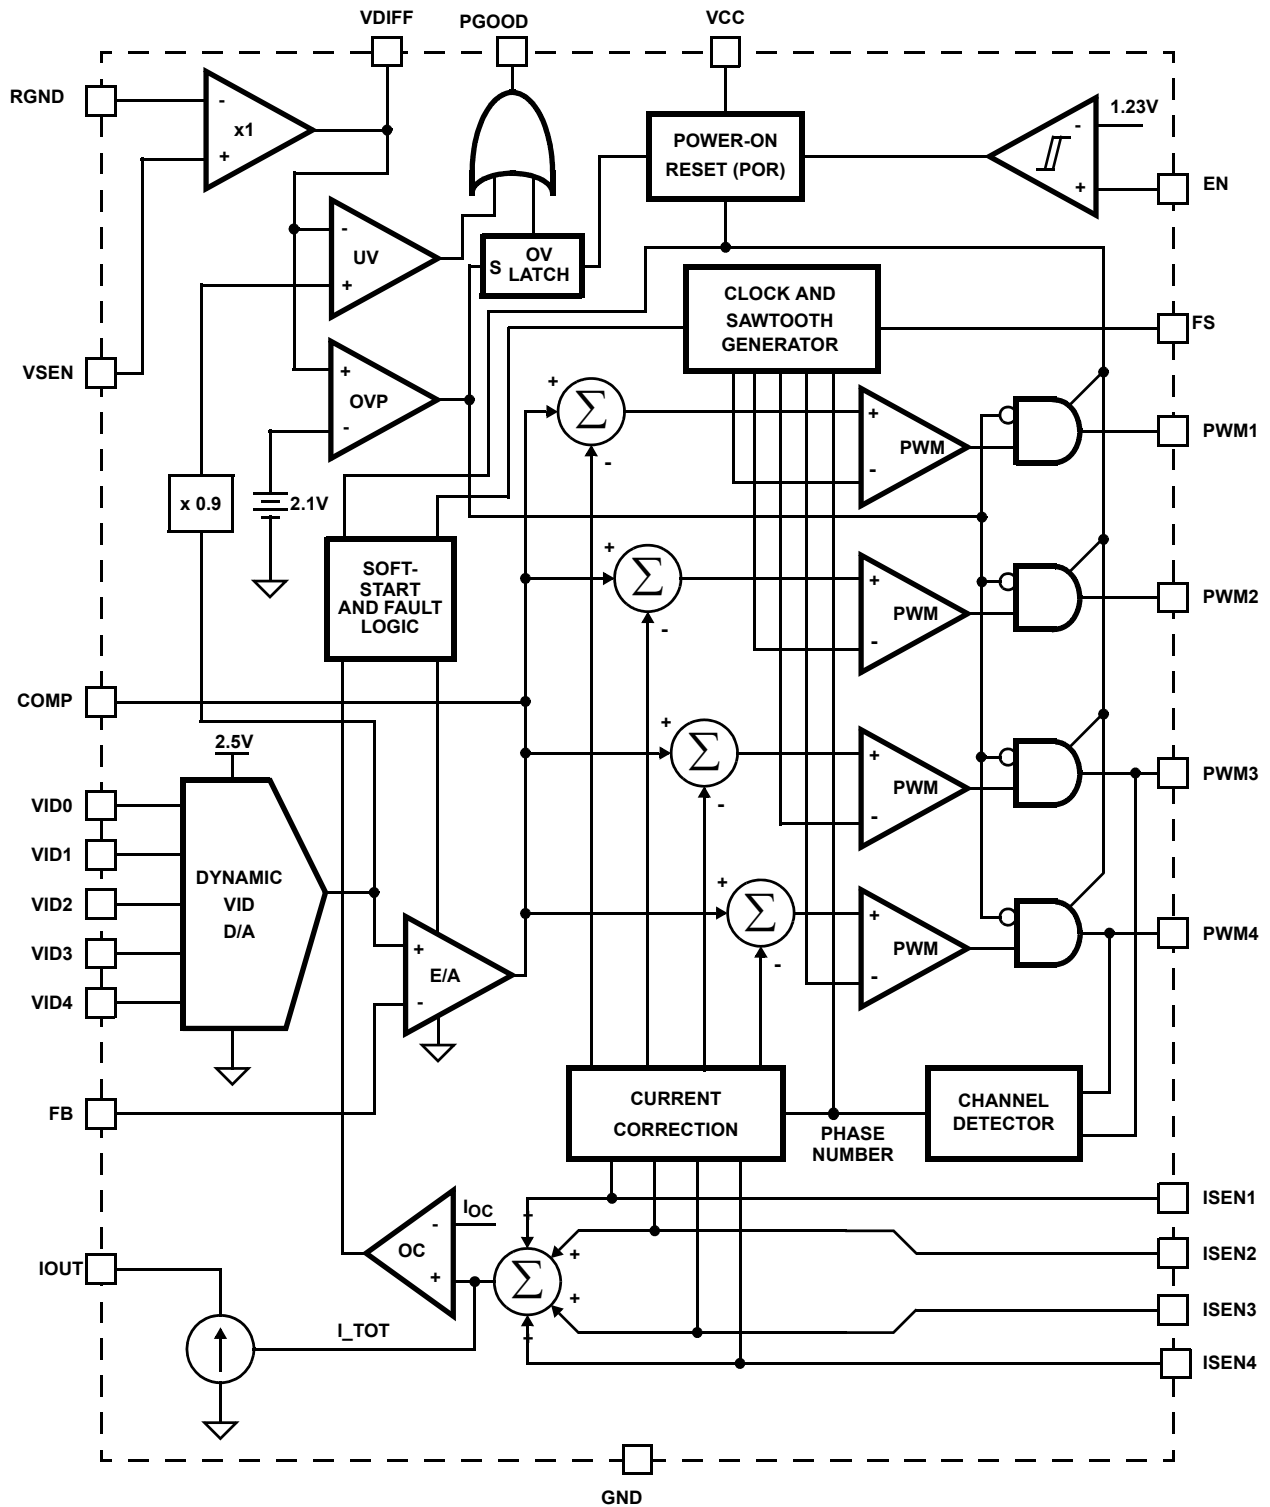 VDIFF
PGOOD
VCC
RGND
-
x1
+
POWER-ON
RESET (POR)
1.23V
-
+
EN
-
UV
+
S
OV
LATCH
CLOCK AND
SAWTOOTH
GENERATOR
FS
VSEN
+
OVP
-
+
Σ
-
+
PWM
-
PWM1
x 0.9
2.1V
SOFT-
START
AND FAULT
LOGIC
+
Σ
-
+
PWM
-
PWM2
COMP
2.5V
+
Σ
-
+
PWM
-
PWM3
VID0
VID1
VID2
VID3
VID4
DYNAMIC
VID
D/A
+
E/A
-
+
Σ
-
+
PWM
-
PWM4
FB
CURRENT
CORRECTION
PHASE
NUMBER
CHANNEL
DETECTOR
IOC
-
OC
+
+
+
Σ
+
+
ISEN1
ISEN2
ISEN3
ISEN4
IOUT
I_TOT
GND